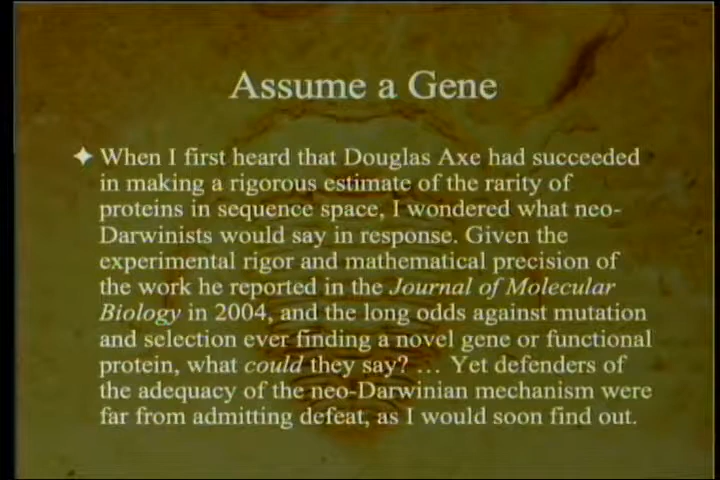 Assume a Gene
When I first heard that Douglas Axe had succeeded
in making a rigorous estimate of the rarity of
proteins in sequence space, I wondered what neo-
Darwinists would say in response. Given the
experimental rigor and mathematical precision of
the work he reported in the Journal of Molecular
Biology in 2004, and the long odds against mutation
and selection ever finding a novel gene or functional
protein, what could they say? … Yet defenders of
the adequacy of the neo-Darwinian mechanism were
far from admitting defeat, as I would soon find out.